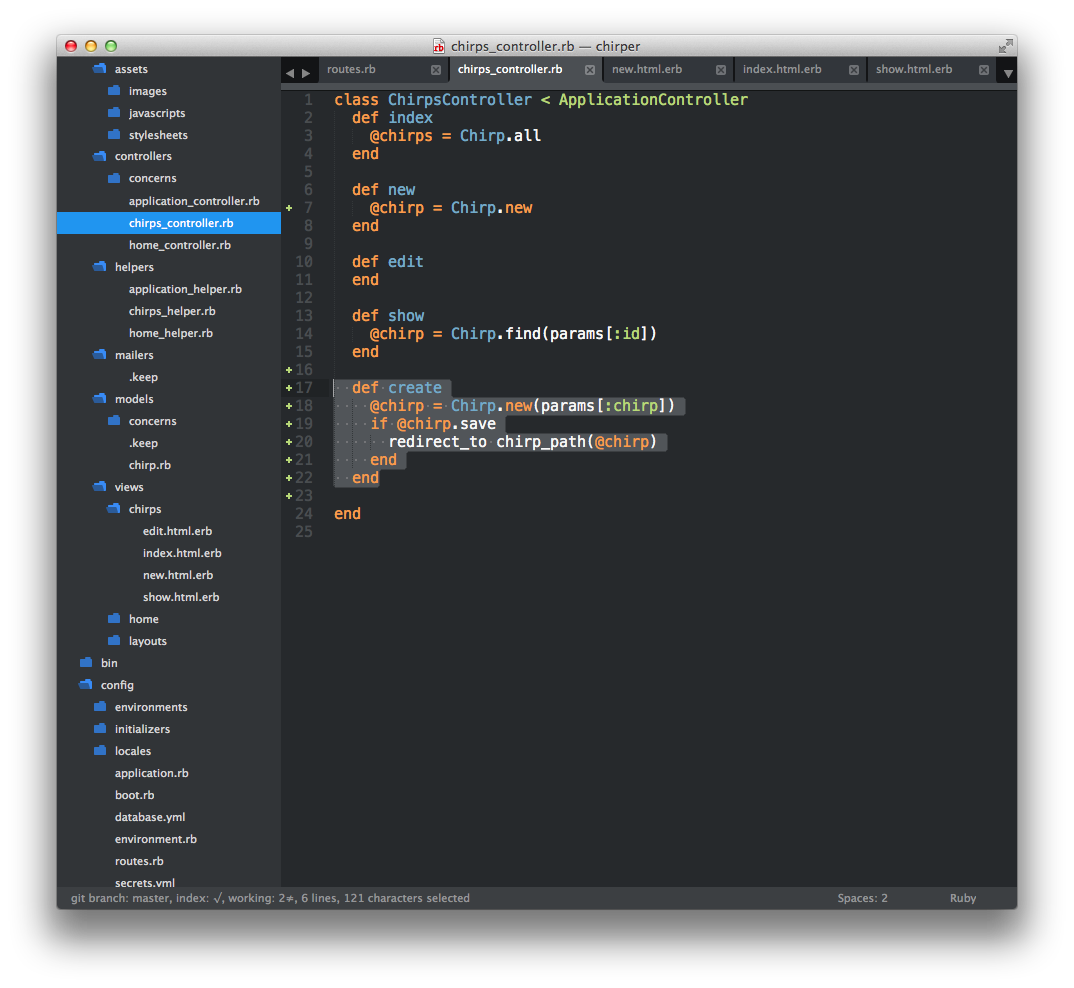 chirps_controller.rb — chirper
assets
images
javascripts
stylesheets
controllers
concerns
application_controller.rb
chirps_controller.rb
home_controller.rb
helpers
application_helper.rb
chirps_helper.rb
home_helper.rb
mailers
.keep
models
concerns
.keep
chirp.rb
views
chirps
edit.html.erb
index.html.erb
new.html.erb
show.html.erb
home
layouts
bin
config
environments
initializers
locales
application.rb
boot.rb
database.yml
environment.rb
routes.rb
secrets.yml
routes.rb chirps_controller.rb new.html.erb index.html.erb show.html.erb
1 class ChirpsController < ApplicationController
2   def index
3     @chirps = Chirp.all
4   end
5
6   def new
7     @chirp = Chirp.new
8   end
9
10   def edit
11   end
12
13   def show
14     @chirp = Chirp.find(params[:id])
15   end
16
17   def create
18     @chirp = Chirp.new(params[:chirp])
19     if @chirp.save
20       redirect_to chirp_path(@chirp)
21     end
22   end
23
24 end
25
git branch: master, index: √, working: 2≠, 6 lines, 121 characters selected Spaces: 2 Ruby